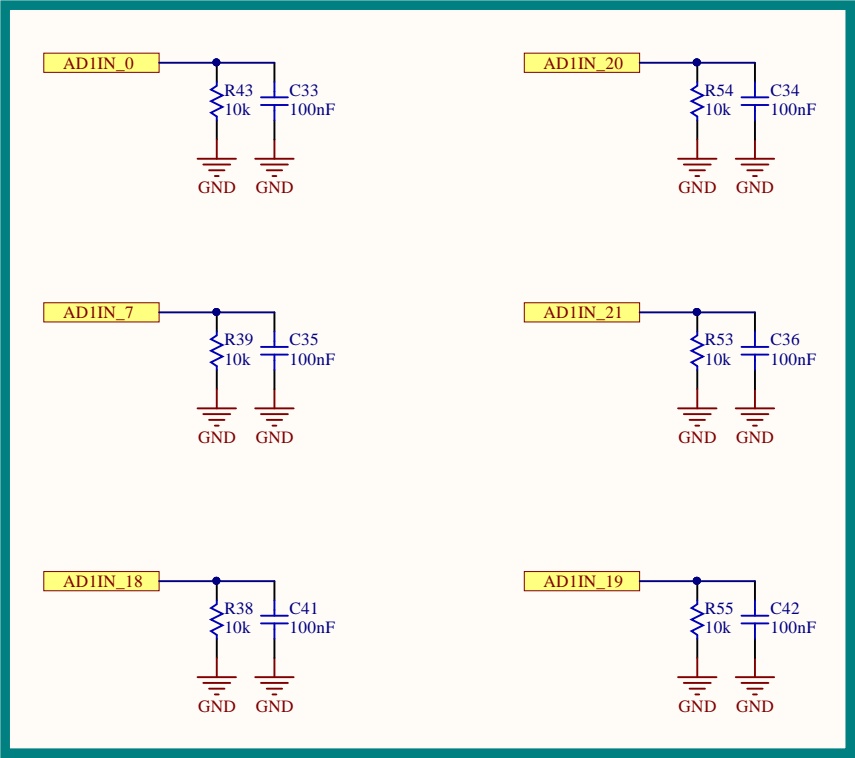 AD1IN_0
R43
10k
C33
100nF
GND
GND
AD1IN_20
R54
10k
C34
100nF
GND
GND
AD1IN_7
R39
10k
C35
100nF
GND
GND
AD1IN_21
R53
10k
C36
100nF
GND
GND
AD1IN_18
R38
10k
C41
100nF
GND
GND
AD1IN_19
R55
10k
C42
100nF
GND
GND